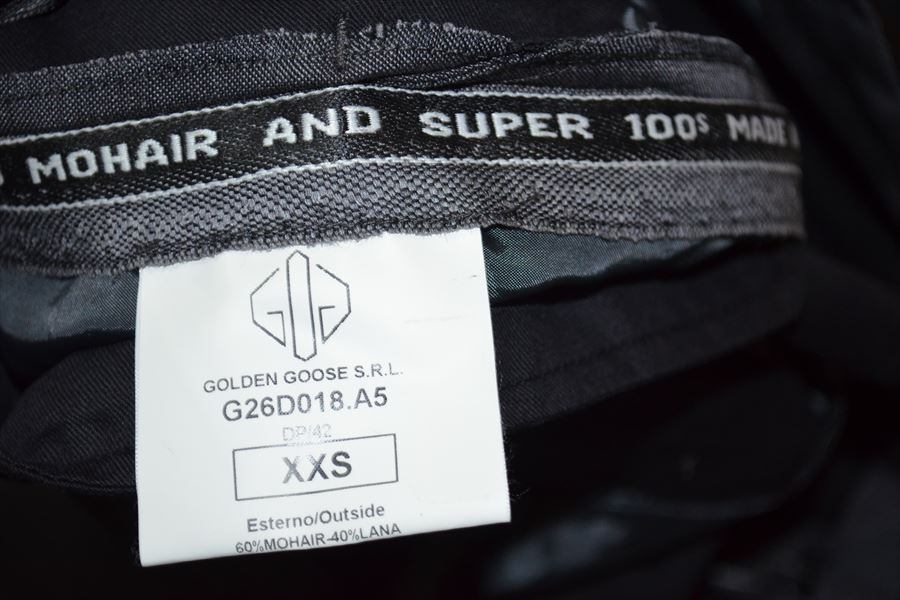 MOHAIR AND SUPER 100S MADE
GOLDEN GOOSE S.R.L.
G26D018.A5
DP/42
XXS
Esterno/Outside
60%MOHAIR-40%LANA